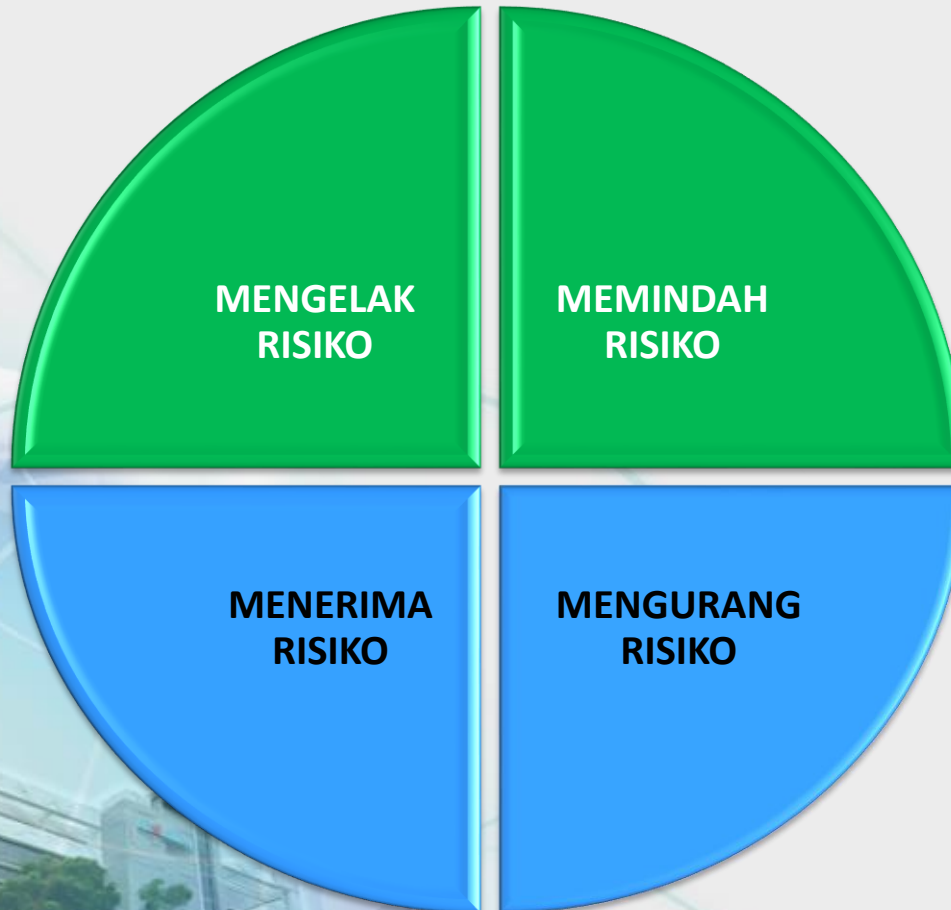 MENGELAK
RISIKO
MEMINDAH
RISIKO
MENERIMA
RISIKO
MENGURANG
RISIKO